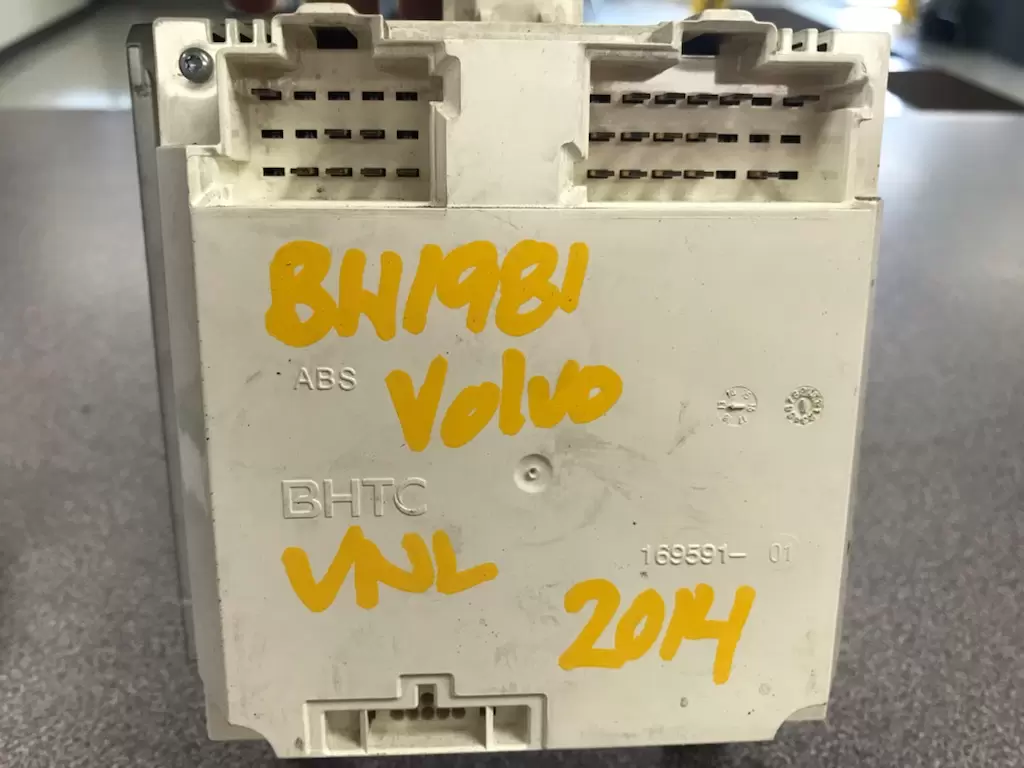 BH1981
ABS
Volvo
BHTC
VNL
169591- 01
2014